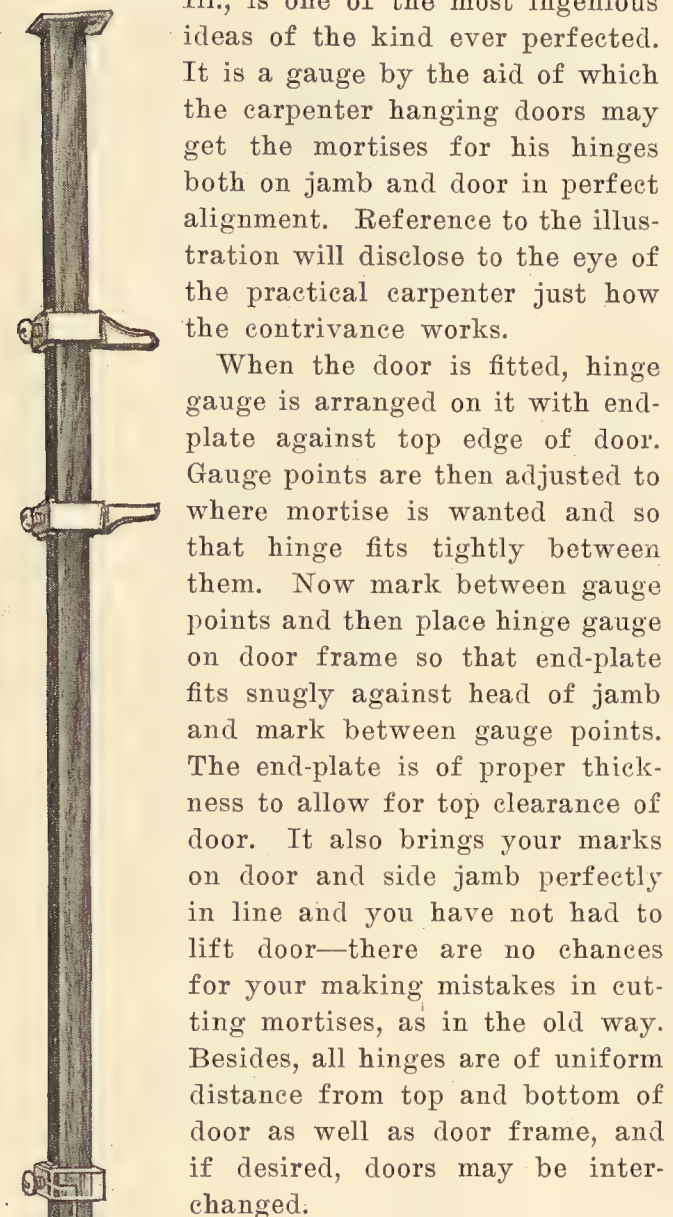 Ill., is one of the most ingenious
ideas of the kind ever perfected.
It is a gauge by the aid of which
the carpenter hanging doors may
get the mortises for his hinges
both on jamb and door in perfect
alignment. Reference to the illus-
tration will disclose to the eye of
the practical carpenter just how
the contrivance works.
When the door is fitted, hinge
gauge is arranged on it with end-
plate against top edge of door.
Gauge points are then adjusted to
where mortise is wanted and so
that hinge fits tightly between
them. Now mark between gauge
points and then place hinge gauge
on door frame so that end-plate
fits snugly against head of jamb
and mark between gauge points.
The end-plate is of proper thick-
ness to allow for top clearance of
door. It also brings your marks
on door and side jamb perfectly
in line and you have not had to
lift door—there are no chances
for your making mistakes in cut-
ting mortises, as in the old way.
Besides, all hinges are of uniform
distance from top and bottom of
door as well as door frame, and
if desired, doors may be inter-
changed.